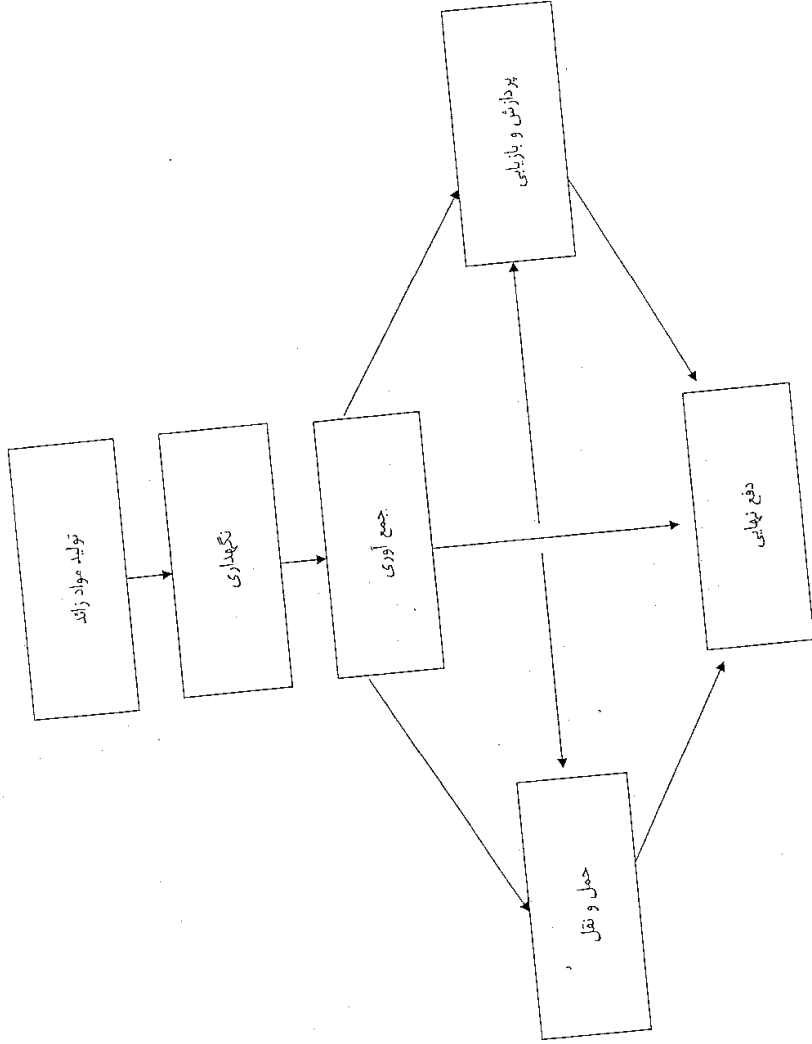 تولید مواد زائد
نگهداری
جمع آوری
پردازش و بازیابی
حمل و نقل
دفع نهایی